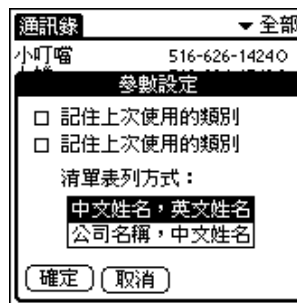 通訊錄 全部
小叮噹 516-626-1424O
參數設定
記住上次使用的類別
記住上次使用的類別
清單表列方式：
中文姓名，英文姓名
公司名稱，中文姓名
確定 取消